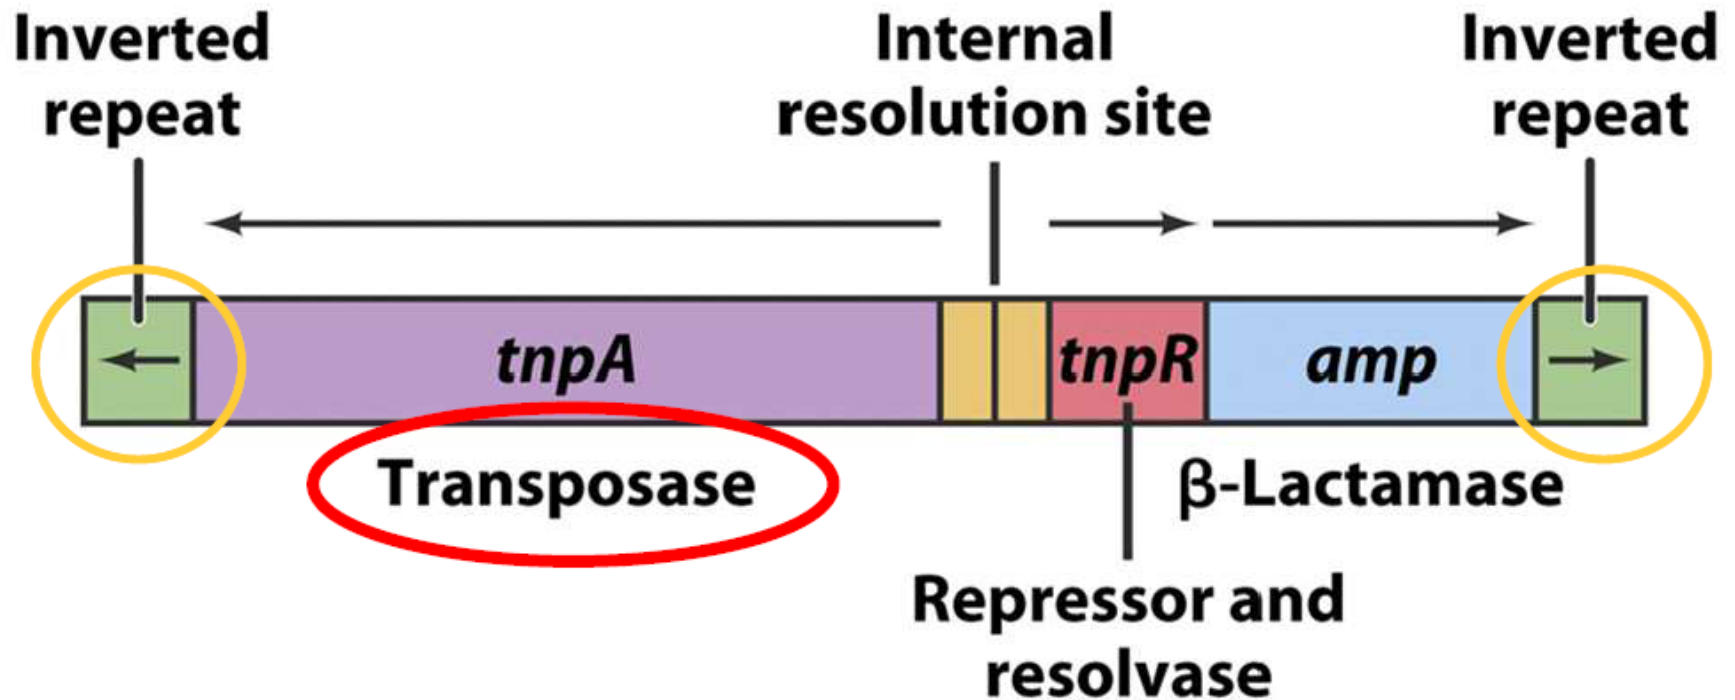 Inverted
repeat
Internal
resolution site
Inverted
repeat
tnpA
tnpR
amp
Transposase
β-Lactamase
Repressor and
resolvase